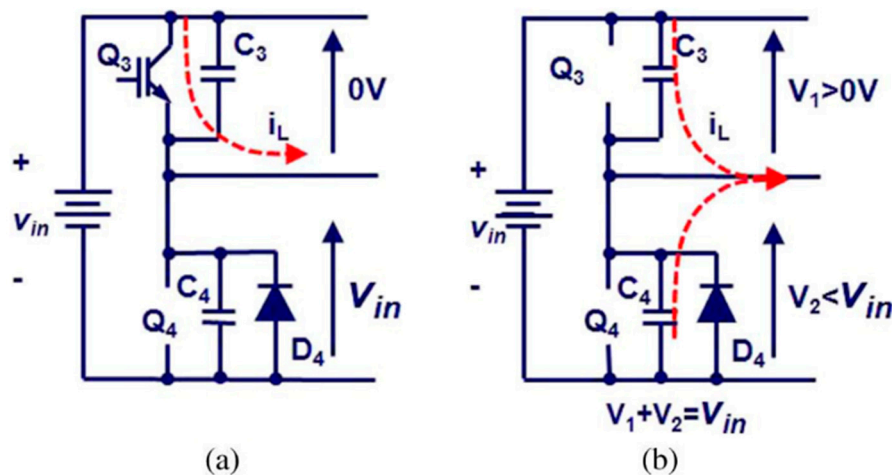 Q3
C3
0V
iL
+
vin
-
C4
Q4
D4
Vin
(a)
Q3
C3
V1>0V
iL
+
vin
-
C4
Q4
D4
V2<Vin
V1+V2=Vin
(b)